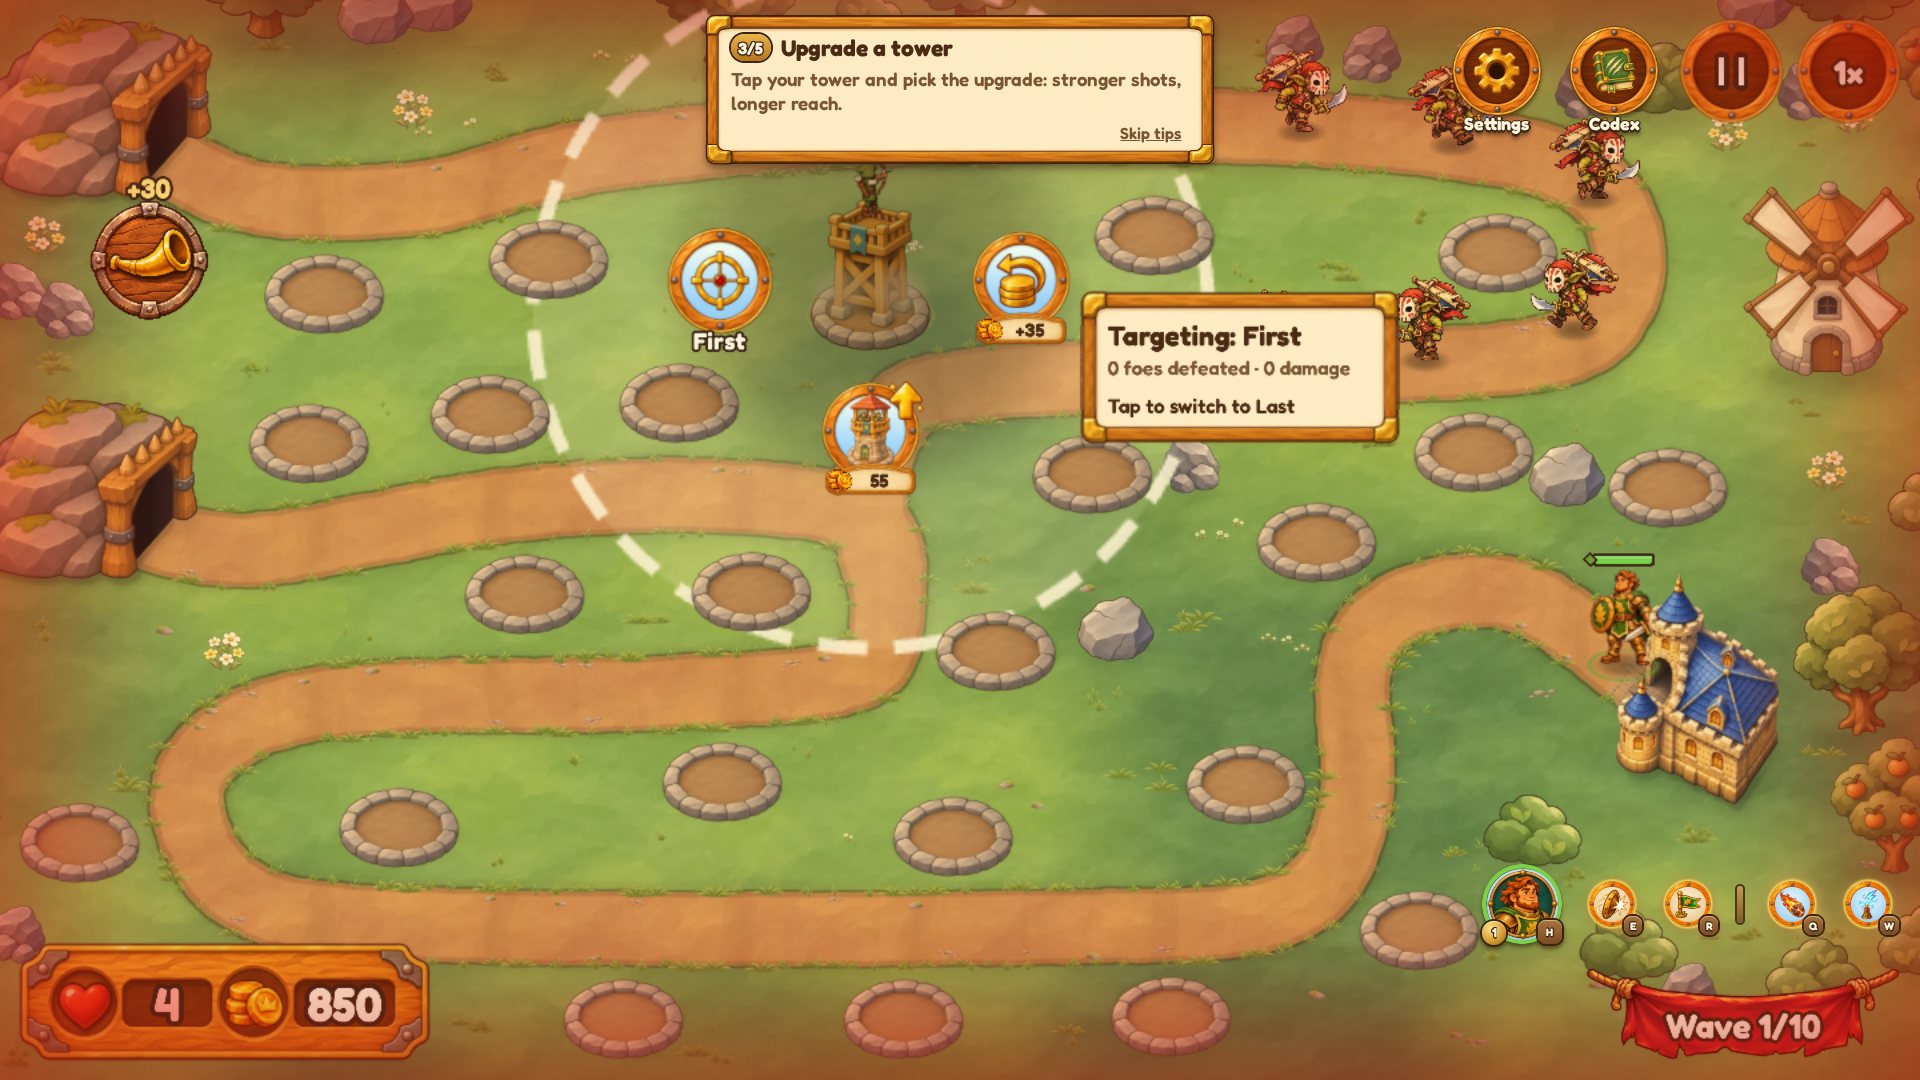 3/5 Upgrade a tower
Tap your tower and pick the upgrade: stronger shots,
longer reach.
Skip tips
Settings
Codex
1x
+30
First
+35
Targeting: First
0 foes defeated · 0 damage
Tap to switch to Last
55
1
H
E
R
Q
W
4
850
Wave 1/10